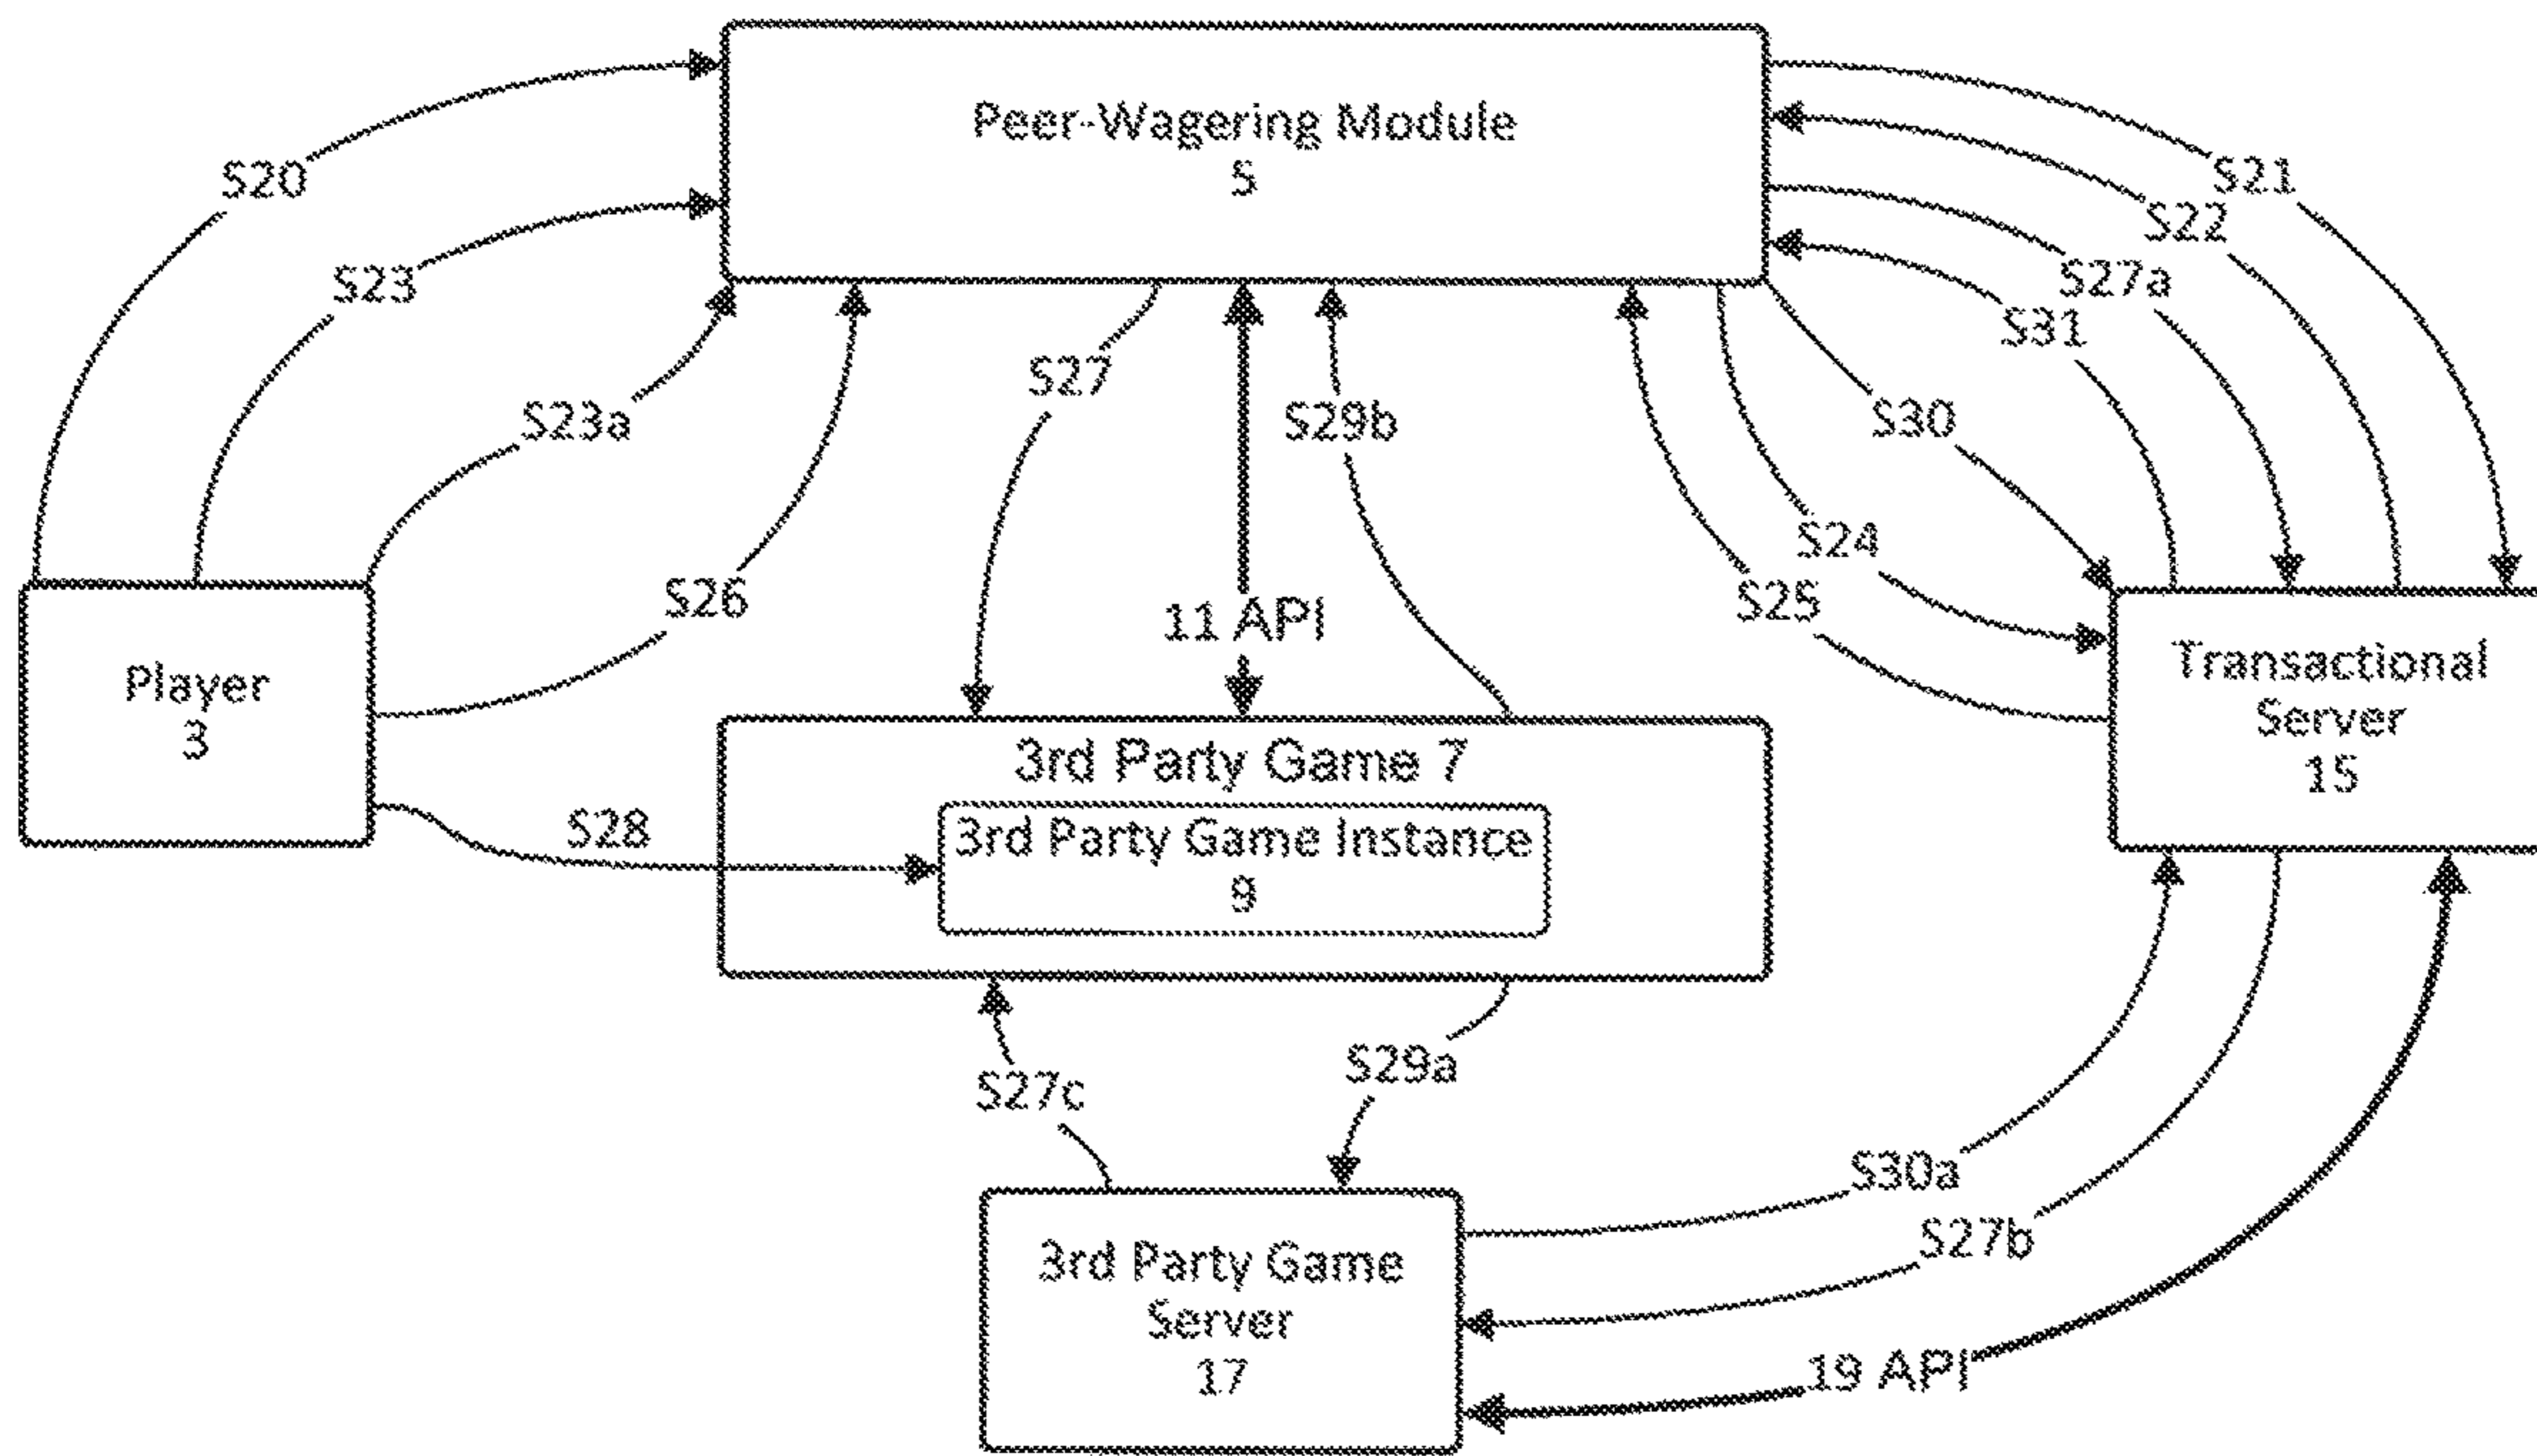 Peer-Wagering Module
5
S20
S21
S22
S23
S27a
S31
S27
S23a
S29b
S30
S24
S26
S25
11 API
Player
3
Transactional
Server
15
3rd Party Game 7
S28
3rd Party Game Instance
9
S29a
S27c
S30a
S27b
3rd Party Game
Server
17
19 API